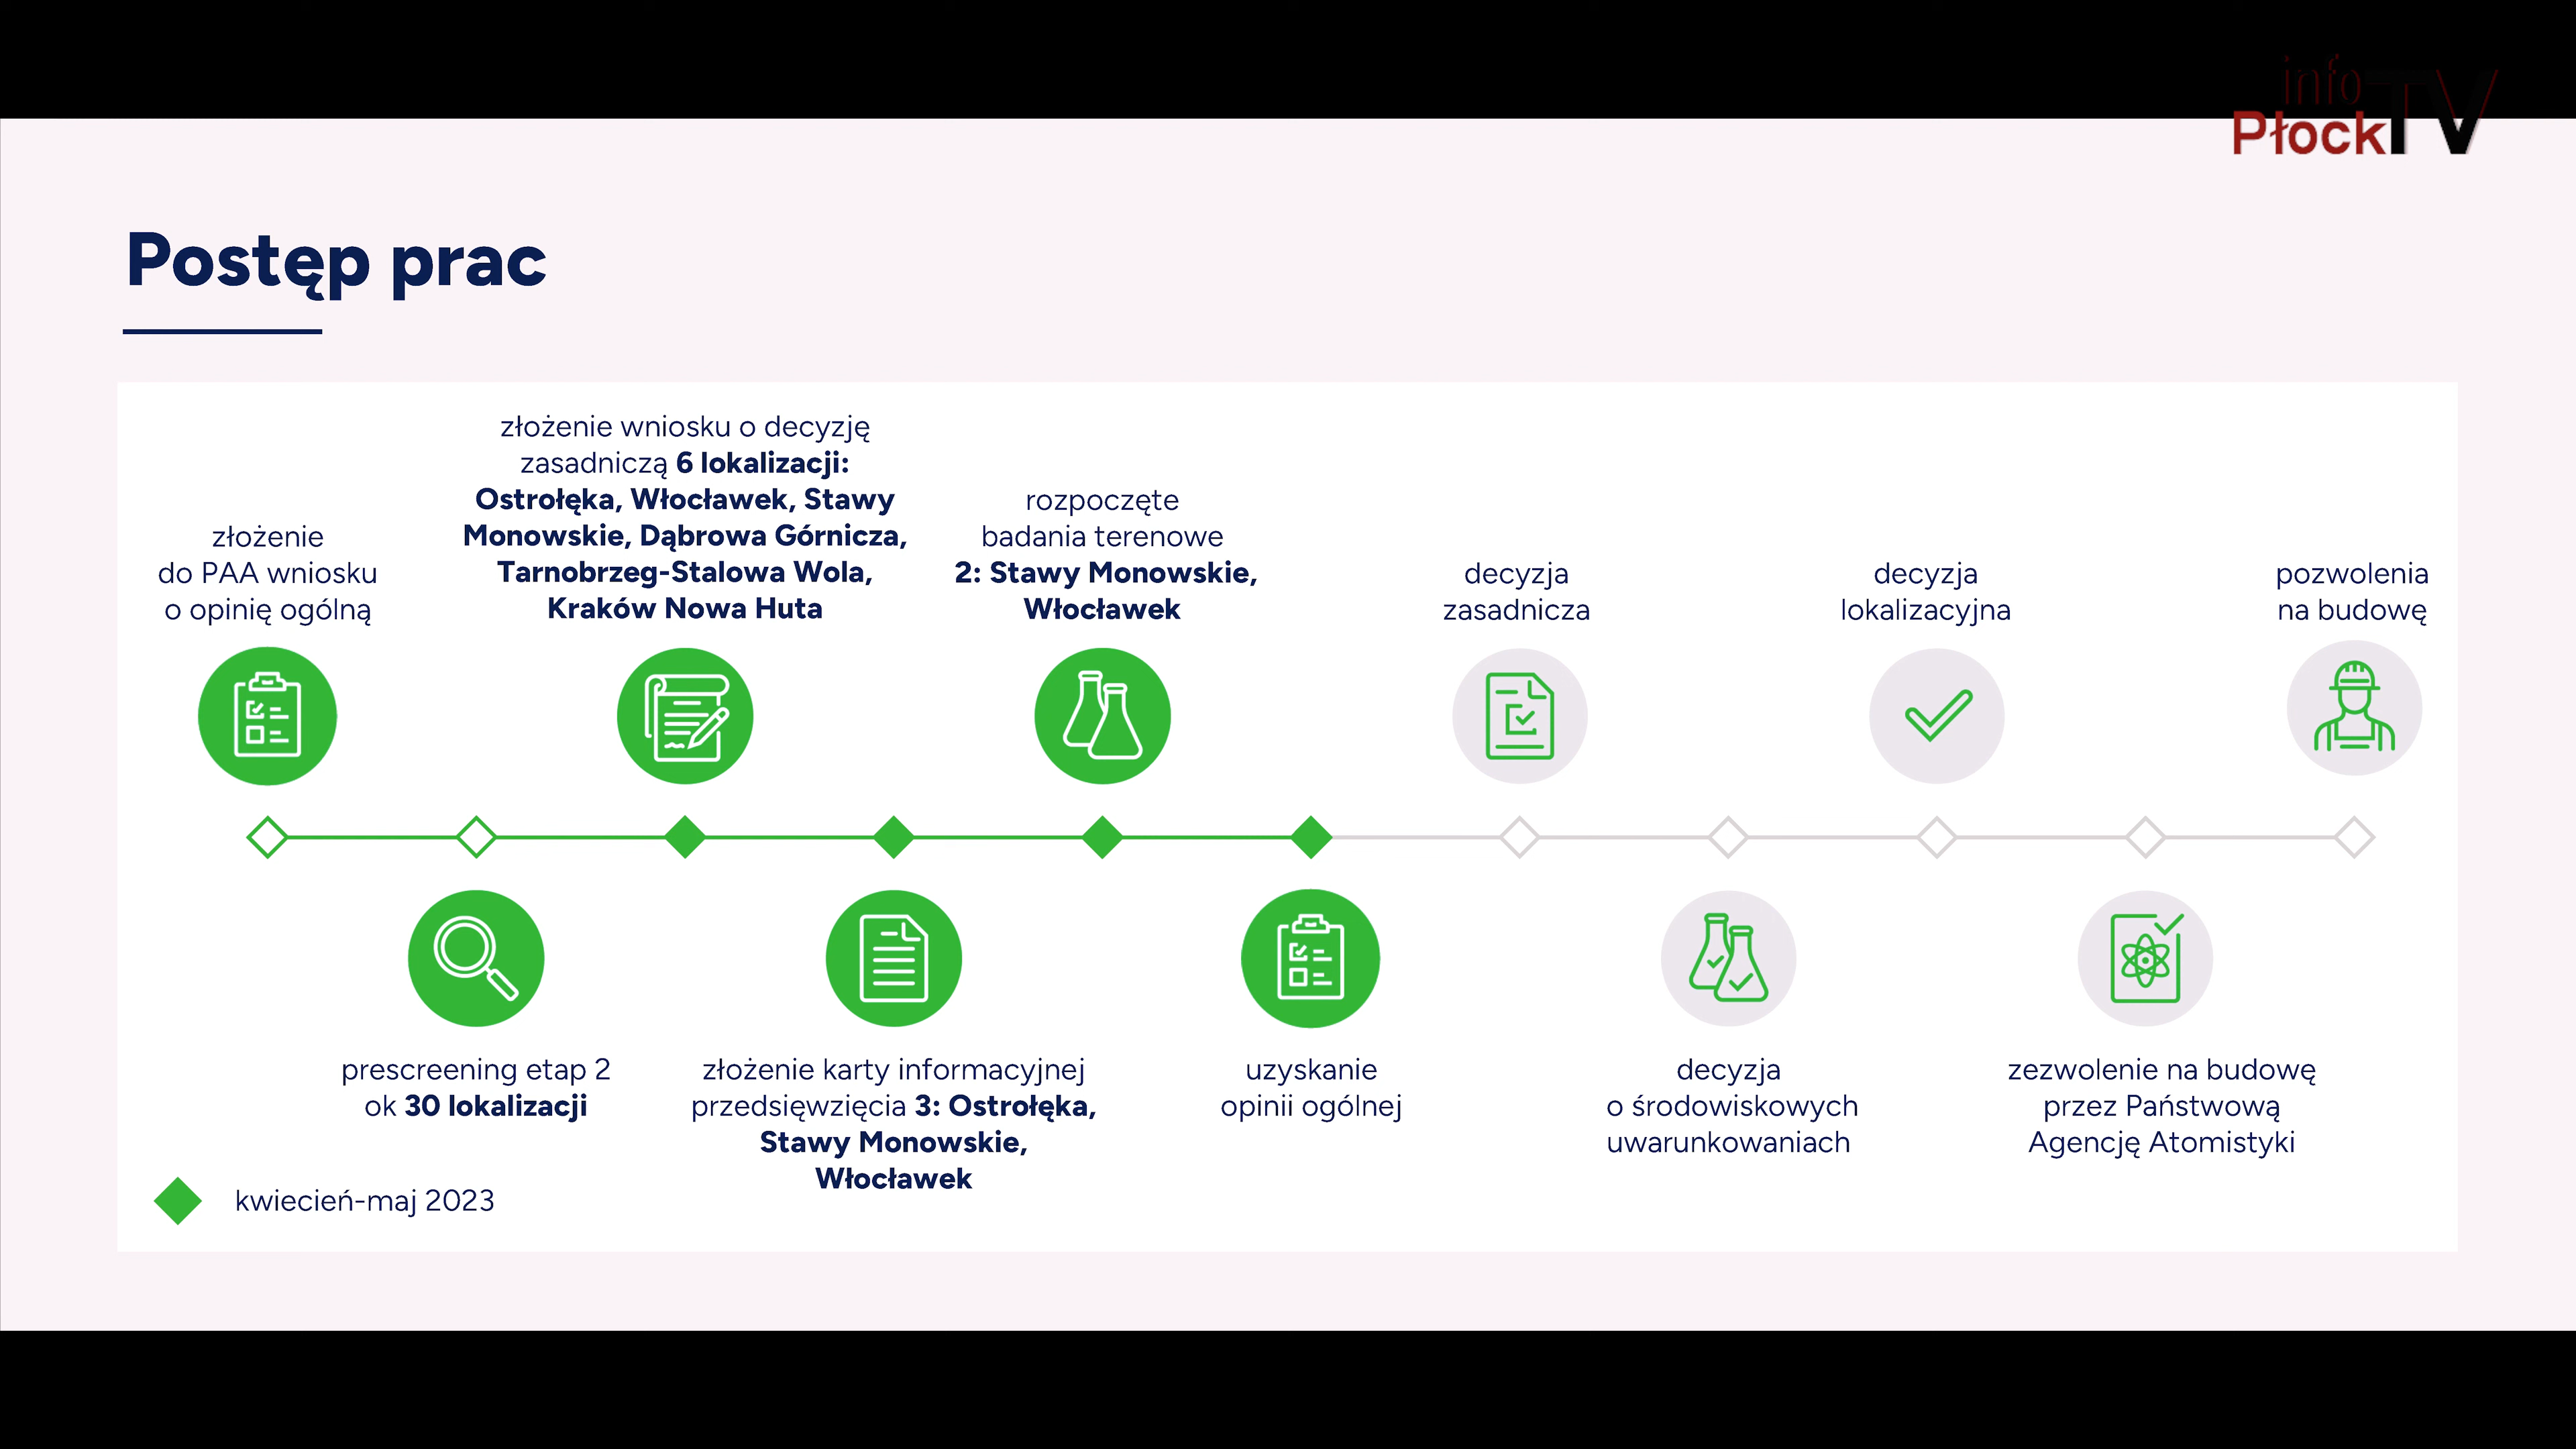 info
PłockTV
Postęp prac
złożenie
do PAA wniosku
o opinię ogólną
złożenie wniosku o decyzję
zasadniczą 6 lokalizacji:
Ostrołęka, Włocławek, Stawy
Monowskie, Dąbrowa Górnicza,
Tarnobrzeg-Stalowa Wola,
Kraków Nowa Huta
rozpoczęte
badania terenowe
2: Stawy Monowskie,
Włocławek
decyzja
zasadnicza
decyzja
lokalizacyjna
pozwolenia
na budowę
prescreening etap 2
ok 30 lokalizacji
złożenie karty informacyjnej
przedsięwzięcia 3: Ostrołęka,
Stawy Monowskie,
Włocławek
uzyskanie
opinii ogólnej
decyzja
o środowiskowych
uwarunkowaniach
zezwolenie na budowę
przez Państwową
Agencję Atomistyki
kwiecień-maj 2023